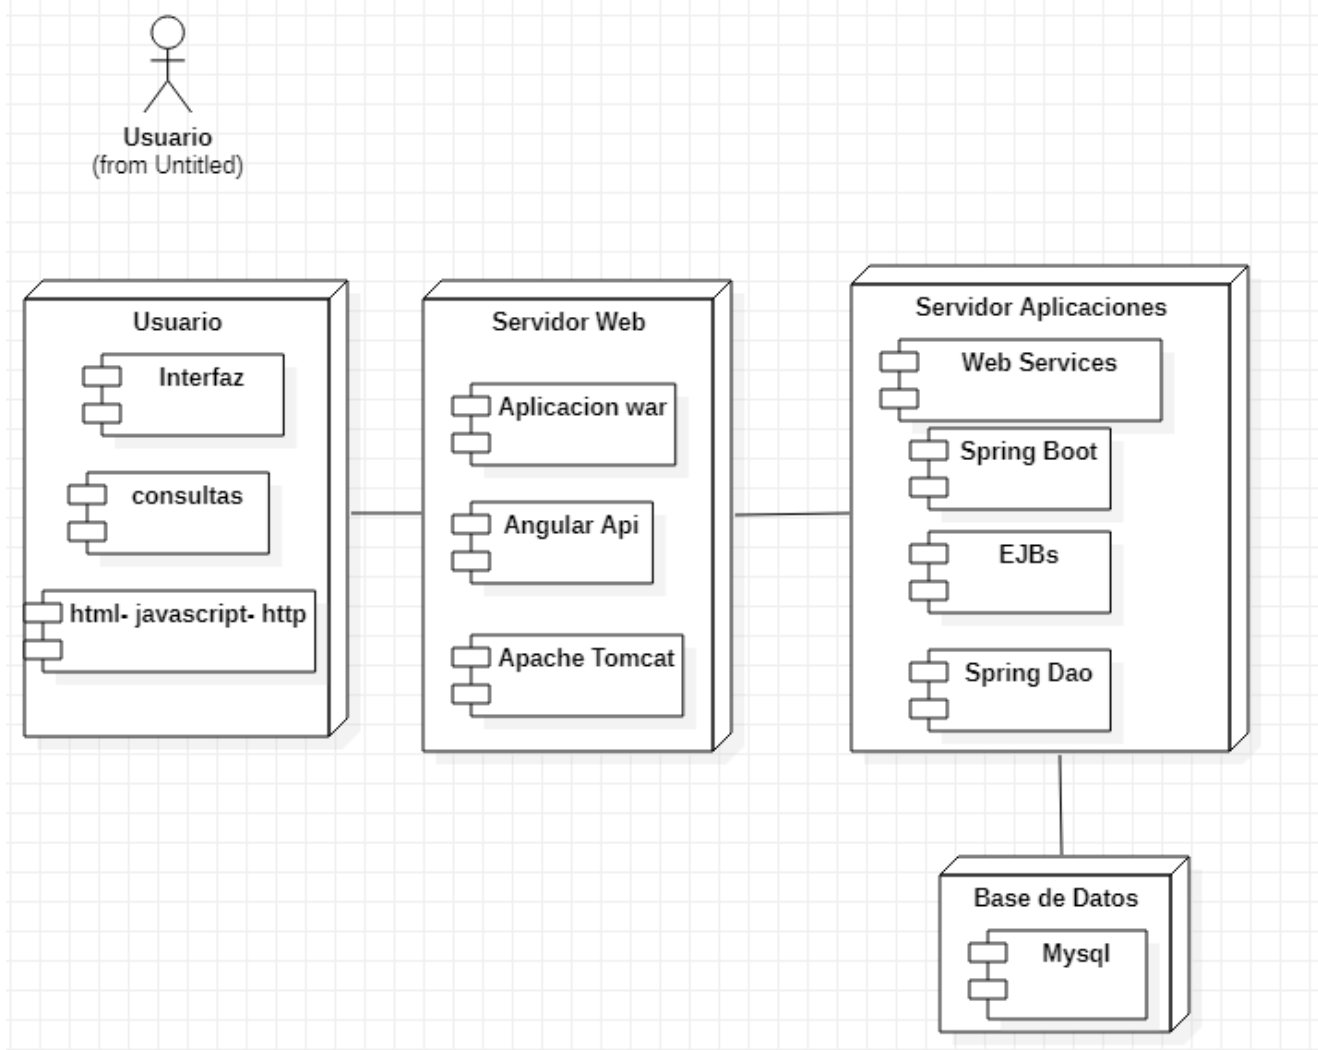 Usuario
(from Untitled)
Usuario
Interfaz
consultas
html- javascript- http
Servidor Web
Aplicacion war
Angular Api
Apache Tomcat
Servidor Aplicaciones
Web Services
Spring Boot
EJBs
Spring Dao
Base de Datos
Mysql